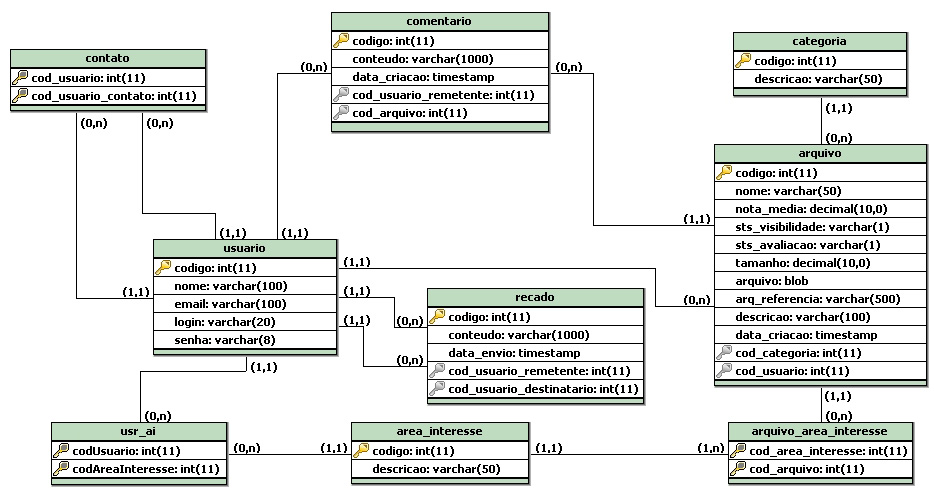 contato
cod_usuario: int(11)
cod_usuario_contato: int(11)
(0,n)
(0,n)
comentario
codigo: int(11)
conteudo: varchar(1000)
data_criacao: timestamp
cod_usuario_remetente: int(11)
cod_arquivo: int(11)
(0,n)
(0,n)
categoria
codigo: int(11)
descricao: varchar(50)
(1,1)
(0,n)
arquivo
codigo: int(11)
nome: varchar(50)
nota_media: decimal(10,0)
sts_visibilidade: varchar(1)
sts_avaliacao: varchar(1)
tamanho: decimal(10,0)
arquivo: blob
arq_referencia: varchar(500)
descricao: varchar(100)
data_criacao: timestamp
cod_categoria: int(11)
cod_usuario: int(11)
(1,1)
(0,n)
(1,1)
(0,n)
(1,1)
(1,1)
(1,1)
usuario
codigo: int(11)
nome: varchar(100)
email: varchar(100)
login: varchar(20)
senha: varchar(8)
(1,1)
(1,1)
(1,1)
(1,1)
(0,n)
(0,n)
recado
codigo: int(11)
conteudo: varchar(1000)
data_envio: timestamp
cod_usuario_remetente: int(11)
cod_usuario_destinatario: int(11)
(0,n)
usr_ai
codUsuario: int(11)
codAreaInteresse: int(11)
(0,n)
(1,1)
area_interesse
codigo: int(11)
descricao: varchar(50)
(1,1)
(1,n)
arquivo_area_interesse
cod_area_interesse: int(11)
cod_arquivo: int(11)